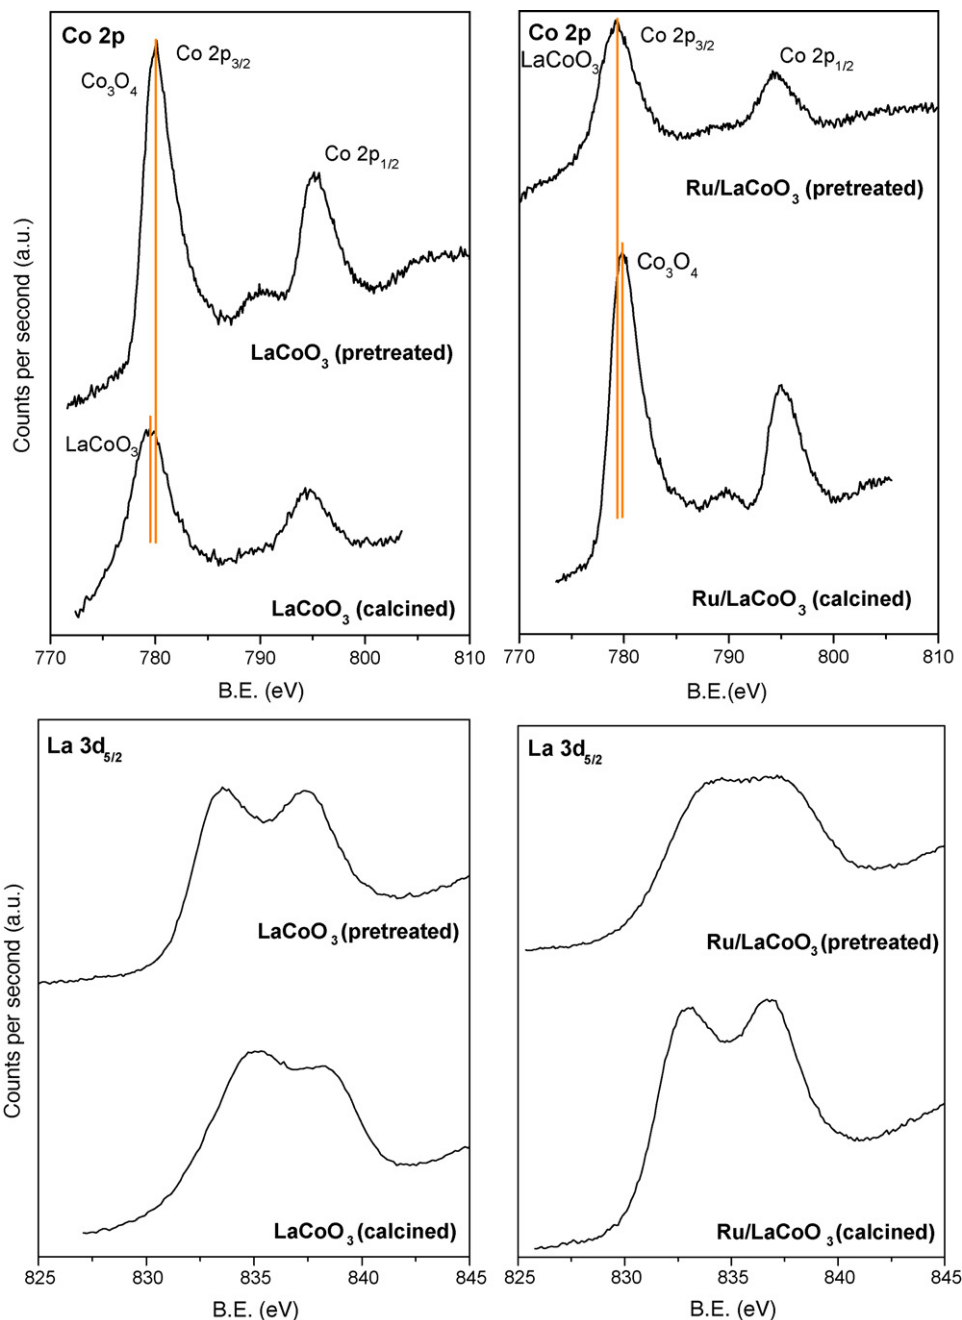 Co 2p
Co 2p3/2
Co3O4
Co 2p1/2
LaCoO3 (pretreated)
LaCoO3
LaCoO3 (calcined)
Counts per second (a.u.)
770 780 790 800 810
B.E. (eV)
Co 2p
Co 2p3/2
LaCoO3
Co 2p1/2
Ru/LaCoO3 (pretreated)
Co3O4
Ru/LaCoO3 (calcined)
770 780 790 800 810
B.E.(eV)
La 3d5/2
LaCoO3 (pretreated)
LaCoO3 (calcined)
Counts per second (a.u.)
825 830 835 840 845
B.E. (eV)
La 3d5/2
Ru/LaCoO3 (pretreated)
Ru/LaCoO3 (calcined)
825 830 835 840 845
B.E. (eV)